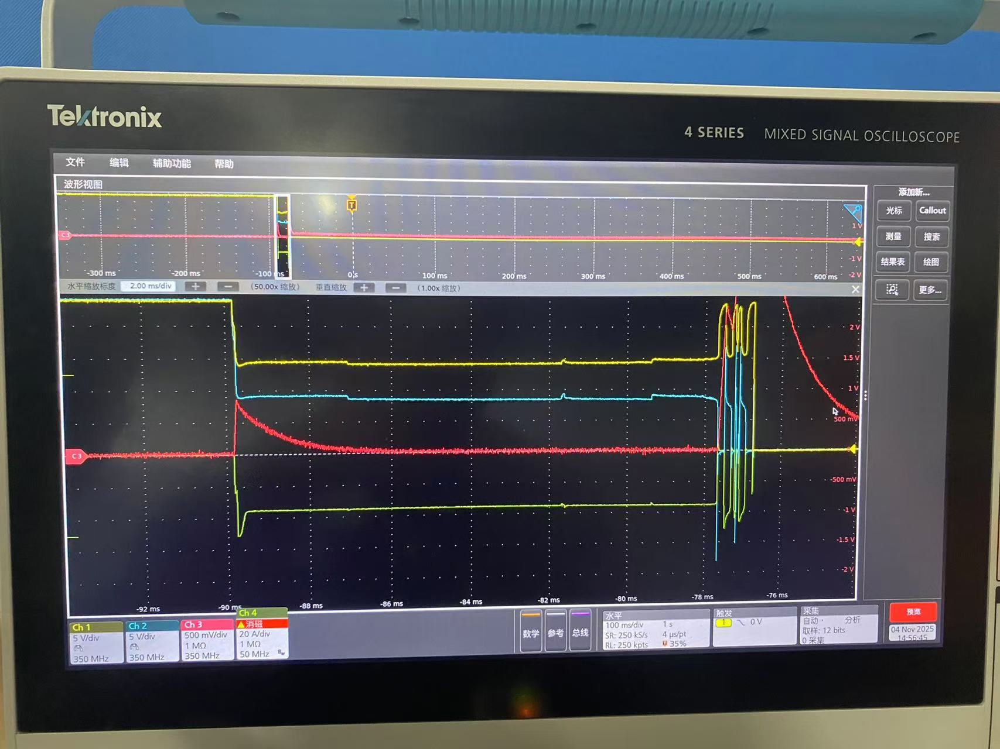 Tektronix
4 SERIES MIXED SIGNAL OSCILLOSCOPE
文件 编辑 辅助功能 帮助
波形视图
添加新...
光标 Callout
测量 搜索
结果表 绘图
更多...
T
C3
1 V
-1 V
-2 V
-300 ms -200 ms -100 ms 0 s 100 ms 200 ms 300 ms 400 ms 500 ms 600 ms
水平缩放标度 2.00 ms/div + − (50.00x 缩放) 垂直缩放 + − (1.00x 缩放)
2 V
1.5 V
1 V
500 mV
C3
-500 mV
-1 V
-1.5 V
-2 V
-92 ms -90 ms -88 ms -86 ms -84 ms -82 ms -80 ms -78 ms -76 ms
Ch 1
5 V/div
350 MHz
Ch 2
5 V/div
350 MHz
Ch 3
500 mV/div
1 MΩ
350 MHz
Ch 4
消磁
20 A/div
1 MΩ
50 MHz Bw
数学
参考
总线
水平
100 ms/div 1 s
SR: 250 kS/s 4 μs/pt
RL: 250 kpts 35%
触发
1 0 V
采集
自动, 分析
取样: 12 bits
0 采集
预览
04 Nov 2025
14:56:45